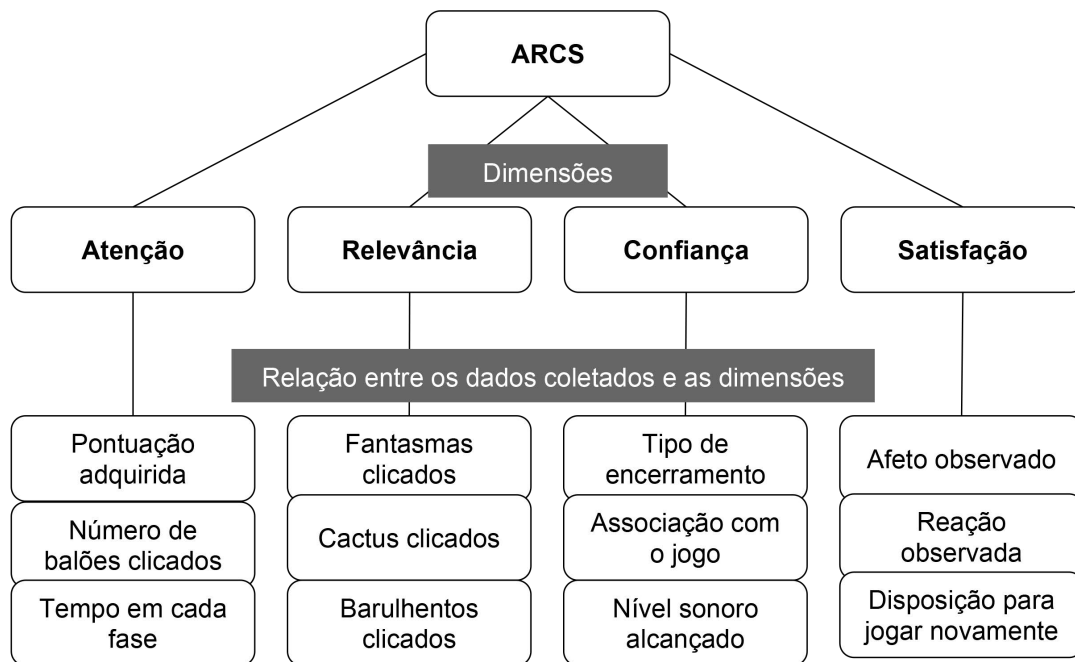 ARCS
Dimensões
Atenção
Relevância
Confiança
Satisfação
Relação entre os dados coletados e as dimensões
Pontuação
adquirida
Fantasmas
clicados
Tipo de
encerramento
Afeto observado
Número de
balões clicados
Cactus clicados
Associação com
o jogo
Reação
observada
Tempo em cada
fase
Barulhentos
clicados
Nível sonoro
alcançado
Disposição para
jogar novamente